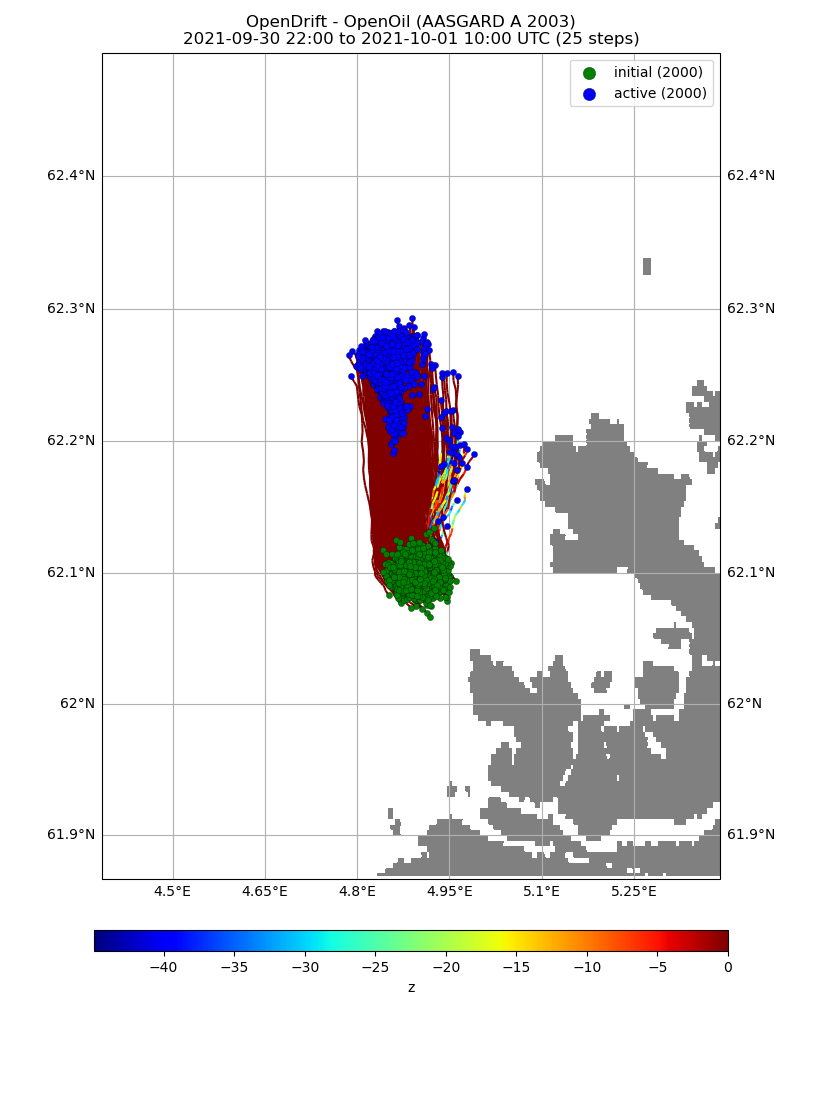 OpenDrift - OpenOil (AASGARD A 2003)
2021-09-30 22:00 to 2021-10-01 10:00 UTC (25 steps)
initial (2000)
active (2000)
62.4°N 62.4°N
62.3°N 62.3°N
62.2°N 62.2°N
62.1°N 62.1°N
62°N 62°N
61.9°N 61.9°N
4.5°E 4.65°E 4.8°E 4.95°E 5.1°E 5.25°E
−40 −35 −30 −25 −20 −15 −10 −5 0
z